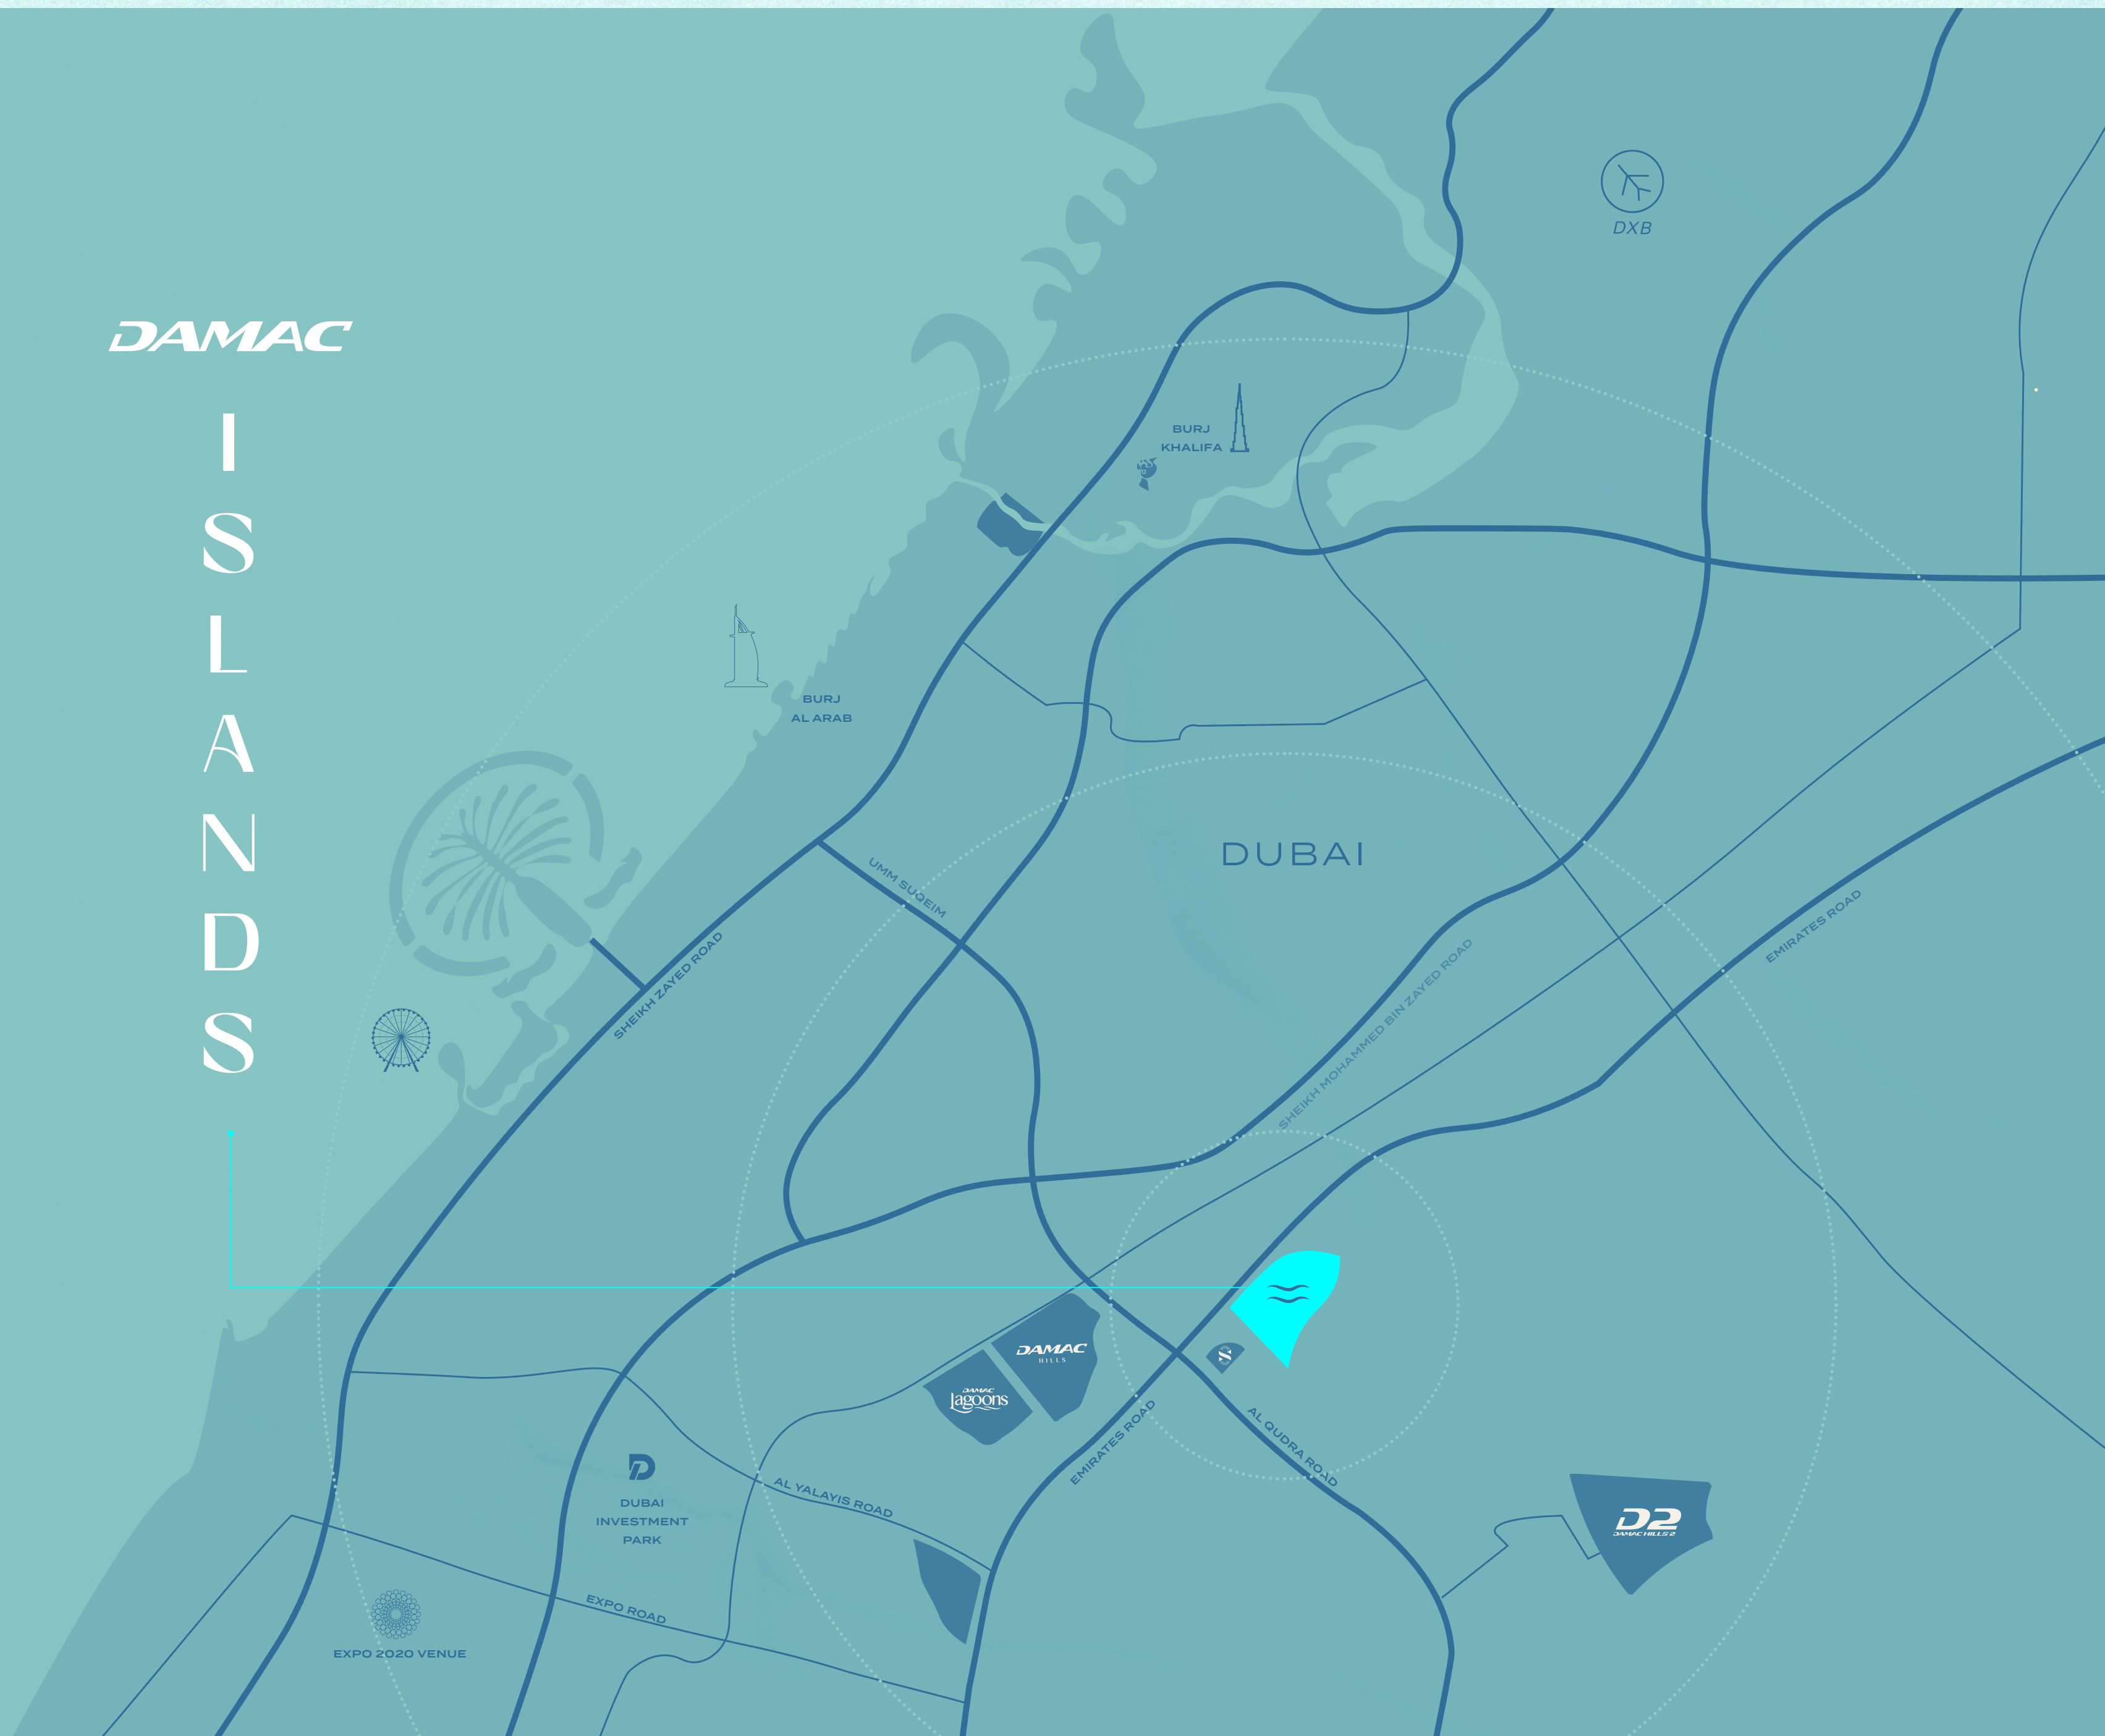 DAMAC
ISLANDS
DXB
BURJ
KHALIFA
BURJ
AL ARAB
DUBAI
UMM SUQEIM
SHEIKH ZAYED ROAD
SHEIKH MOHAMMED BIN ZAYED ROAD
EMIRATES ROAD
DAMAC
HILLS
DAMAC
lagoons
S
EMIRATES ROAD
AL QUDRA ROAD
AL YALAYIS ROAD
DUBAI
INVESTMENT
PARK
D2
DAMAC HILLS 2
EXPO ROAD
EXPO 2020 VENUE